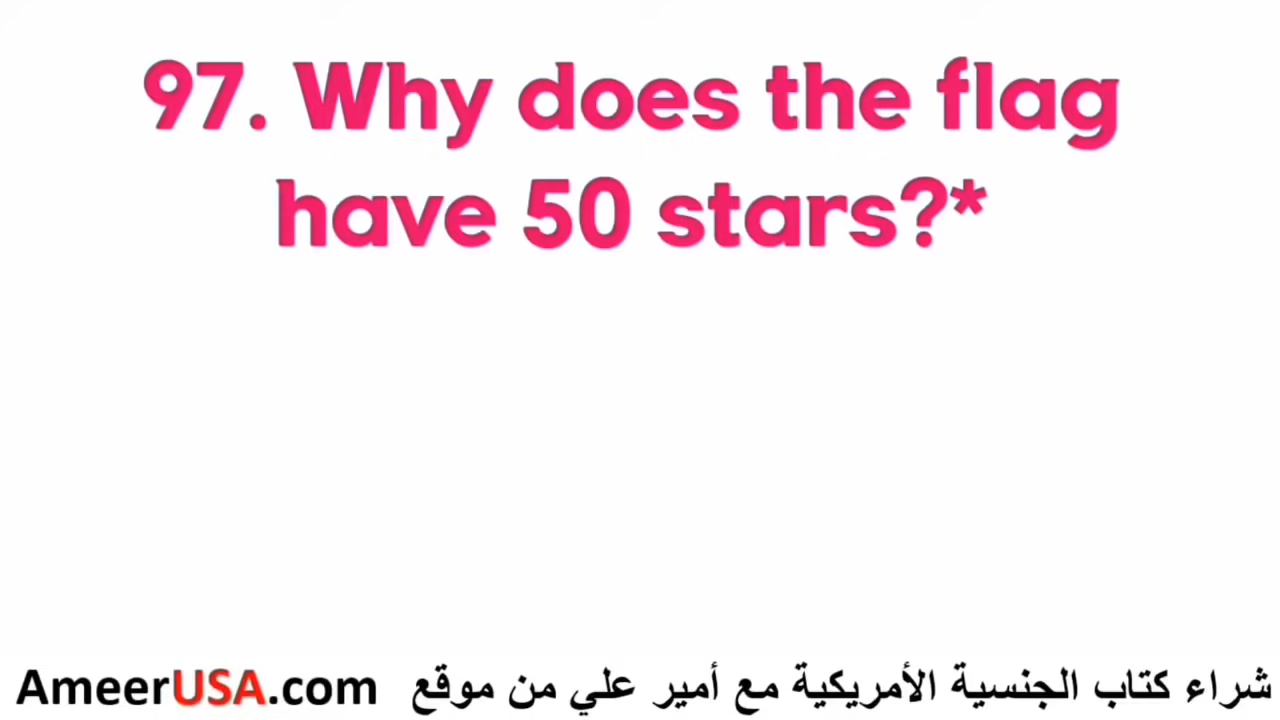 97. Why does the flag
have 50 stars?*
شراء كتاب الجنسية الأمريكية مع أمير علي من موقع AmeerUSA.com